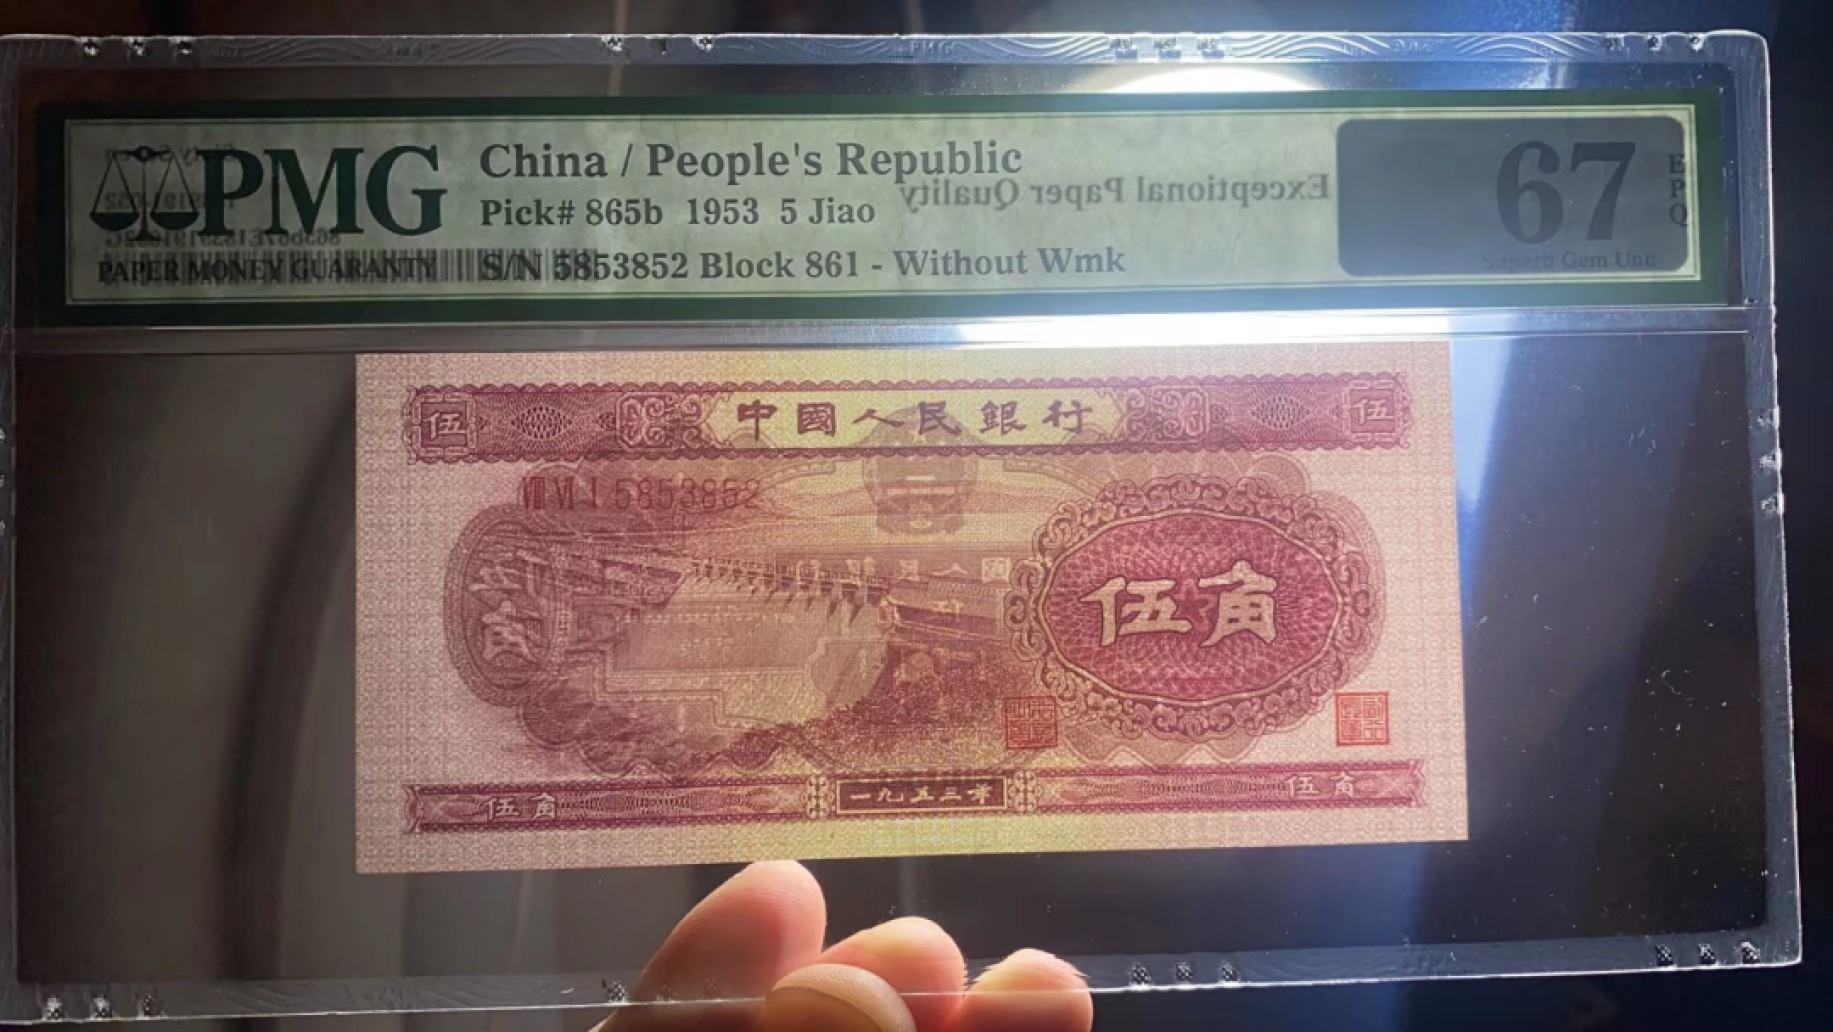 PMG
PAPER MONEY GUARANTY
China / People's Republic
Pick# 865b 1953 5 Jiao
S/N 5853852 Block 861 - Without Wmk
Exceptional Paper Quality
67
EPQ
Superb Gem Unc
伍 中國人民銀行 伍
VIII VI I 5853852
伍角
伍角 一九五三年 伍角